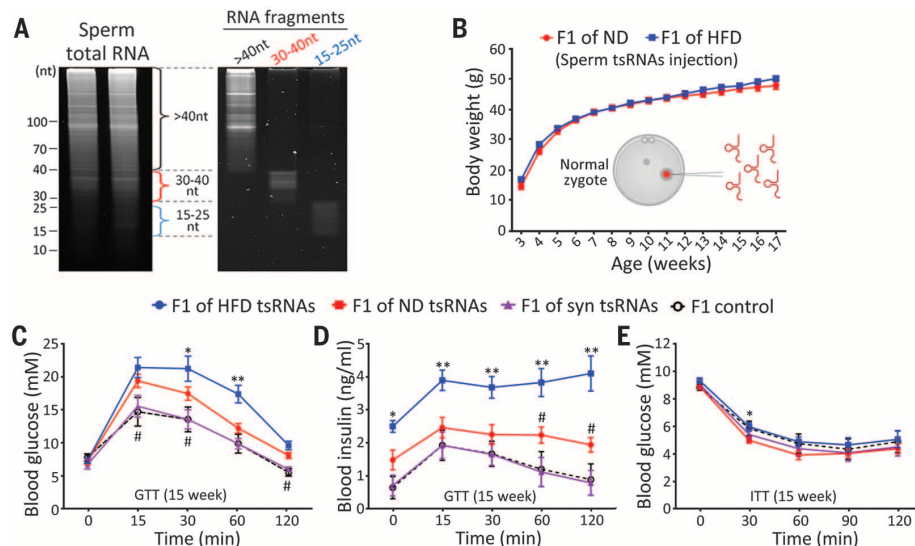 A
Sperm
total RNA
RNA fragments
>40nt
30-40nt
15-25nt
(nt)
100
70
40
30
25
15
10
>40nt
30-40
nt
15-25
nt
B
F1 of ND
F1 of HFD
(Sperm tsRNAs injection)
Body weight (g)
60
50
40
30
20
10
0
Normal
zygote
3 4 5 6 7 8 9 10 11 12 13 14 15 16 17
Age (weeks)
F1 of HFD tsRNAs
F1 of ND tsRNAs
F1 of syn tsRNAs
F1 control
C
Blood glucose (mM)
25
20
15
10
5
0
*
**
#
#
#
GTT (15 week)
0 15 30 60 120
Time (min)
D
Blood insulin (ng/ml)
5
4
3
2
1
0
*
**
**
**
**
#
#
GTT (15 week)
0 15 30 60 120
Time (min)
E
Blood glucose (mM)
12
10
8
6
4
2
0
*
ITT (15 week)
0 30 60 90 120
Time (min)